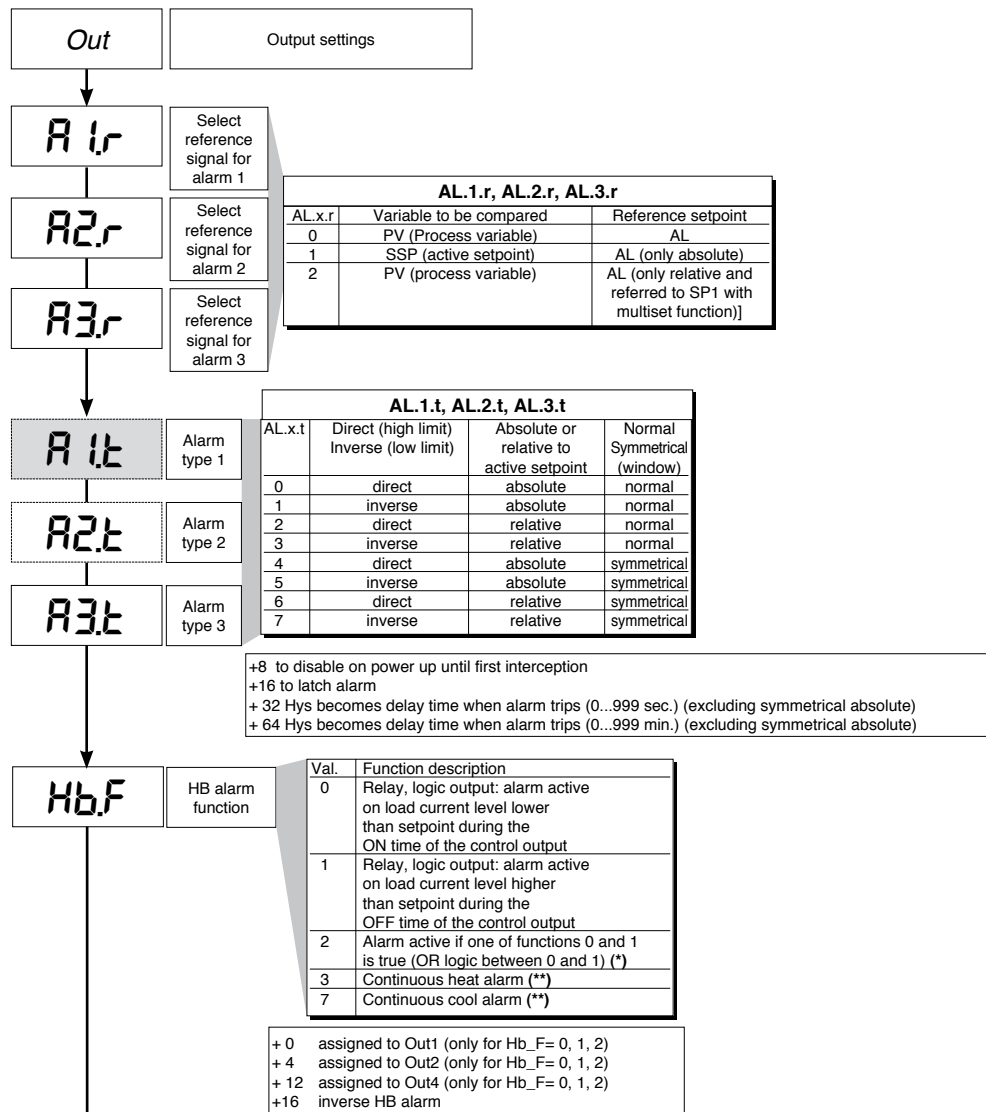 Out
Output settings
A1.r
Select
reference
signal for
alarm 1
A2.r
Select
reference
signal for
alarm 2
A3.r
Select
reference
signal for
alarm 3
AL.1.r, AL.2.r, AL.3.r
AL.x.r Variable to be compared Reference setpoint
0 PV (Process variable) AL
1 SSP (active setpoint) AL (only absolute)
2 PV (process variable) AL (only relative and
referred to SP1 with
multiset function)]
A1.t
Alarm
type 1
A2.t
Alarm
type 2
A3.t
Alarm
type 3
AL.1.t, AL.2.t, AL.3.t
AL.x.t Direct (high limit) Absolute or Normal
Inverse (low limit) relative to Symmetrical
active setpoint (window)
0 direct absolute normal
1 inverse absolute normal
2 direct relative normal
3 inverse relative normal
4 direct absolute symmetrical
5 inverse absolute symmetrical
6 direct relative symmetrical
7 inverse relative symmetrical
+8 to disable on power up until first interception
+16 to latch alarm
+ 32 Hys becomes delay time when alarm trips (0...999 sec.) (excluding symmetrical absolute)
+ 64 Hys becomes delay time when alarm trips (0...999 min.) (excluding symmetrical absolute)
Hb.F
HB alarm
function
Val. Function description
0 Relay, logic output: alarm active
on load current level lower
than setpoint during the
ON time of the control output
1 Relay, logic output: alarm active
on load current level higher
than setpoint during the
OFF time of the control output
2 Alarm active if one of functions 0 and 1
is true (OR logic between 0 and 1) (*)
3 Continuous heat alarm (**)
7 Continuous cool alarm (**)
+ 0 assigned to Out1 (only for Hb_F= 0, 1, 2)
+ 4 assigned to Out2 (only for Hb_F= 0, 1, 2)
+ 12 assigned to Out4 (only for Hb_F= 0, 1, 2)
+16 inverse HB alarm